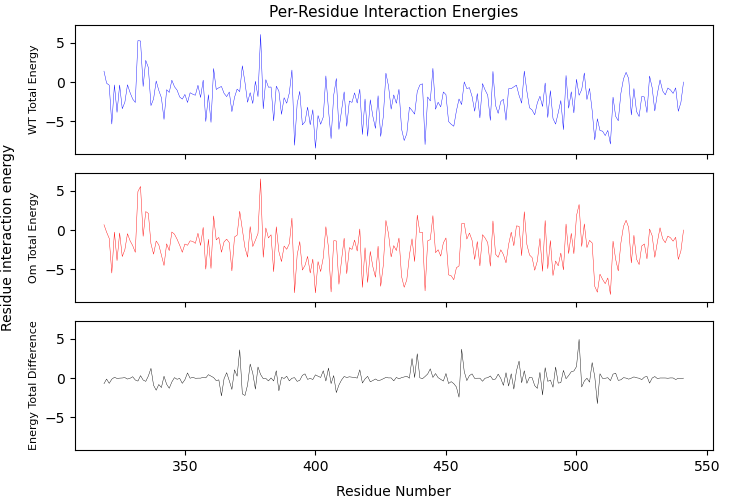 Per-Residue Interaction Energies
Residue interaction energy
WT Total Energy
5
0
−5
Om Total Energy
5
0
−5
Energy Total Difference
5
0
−5
350
400
450
500
550
Residue Number